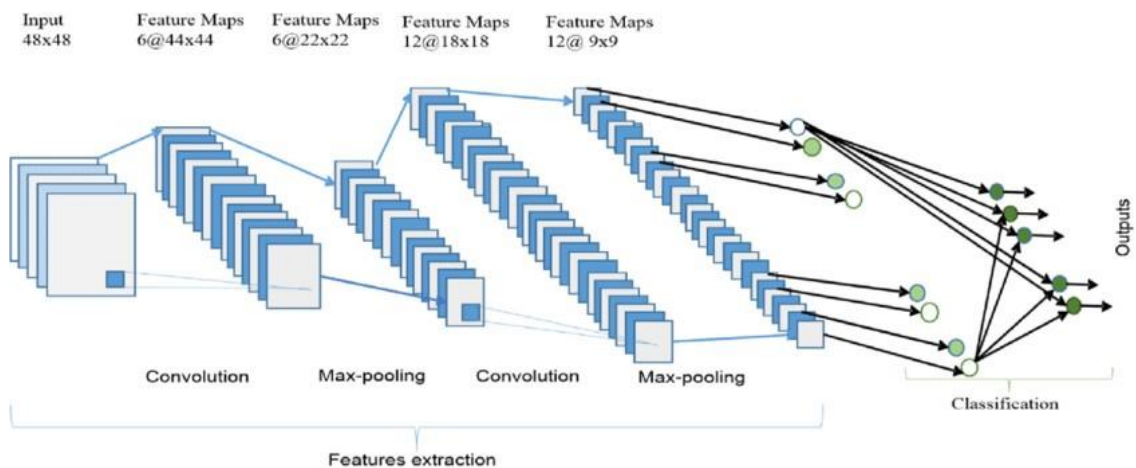 Input
48x48
Feature Maps
6@44x44
Feature Maps
6@22x22
Feature Maps
12@18x18
Feature Maps
12@ 9x9
Outputs
Convolution
Max-pooling
Convolution
Max-pooling
Classification
Features extraction